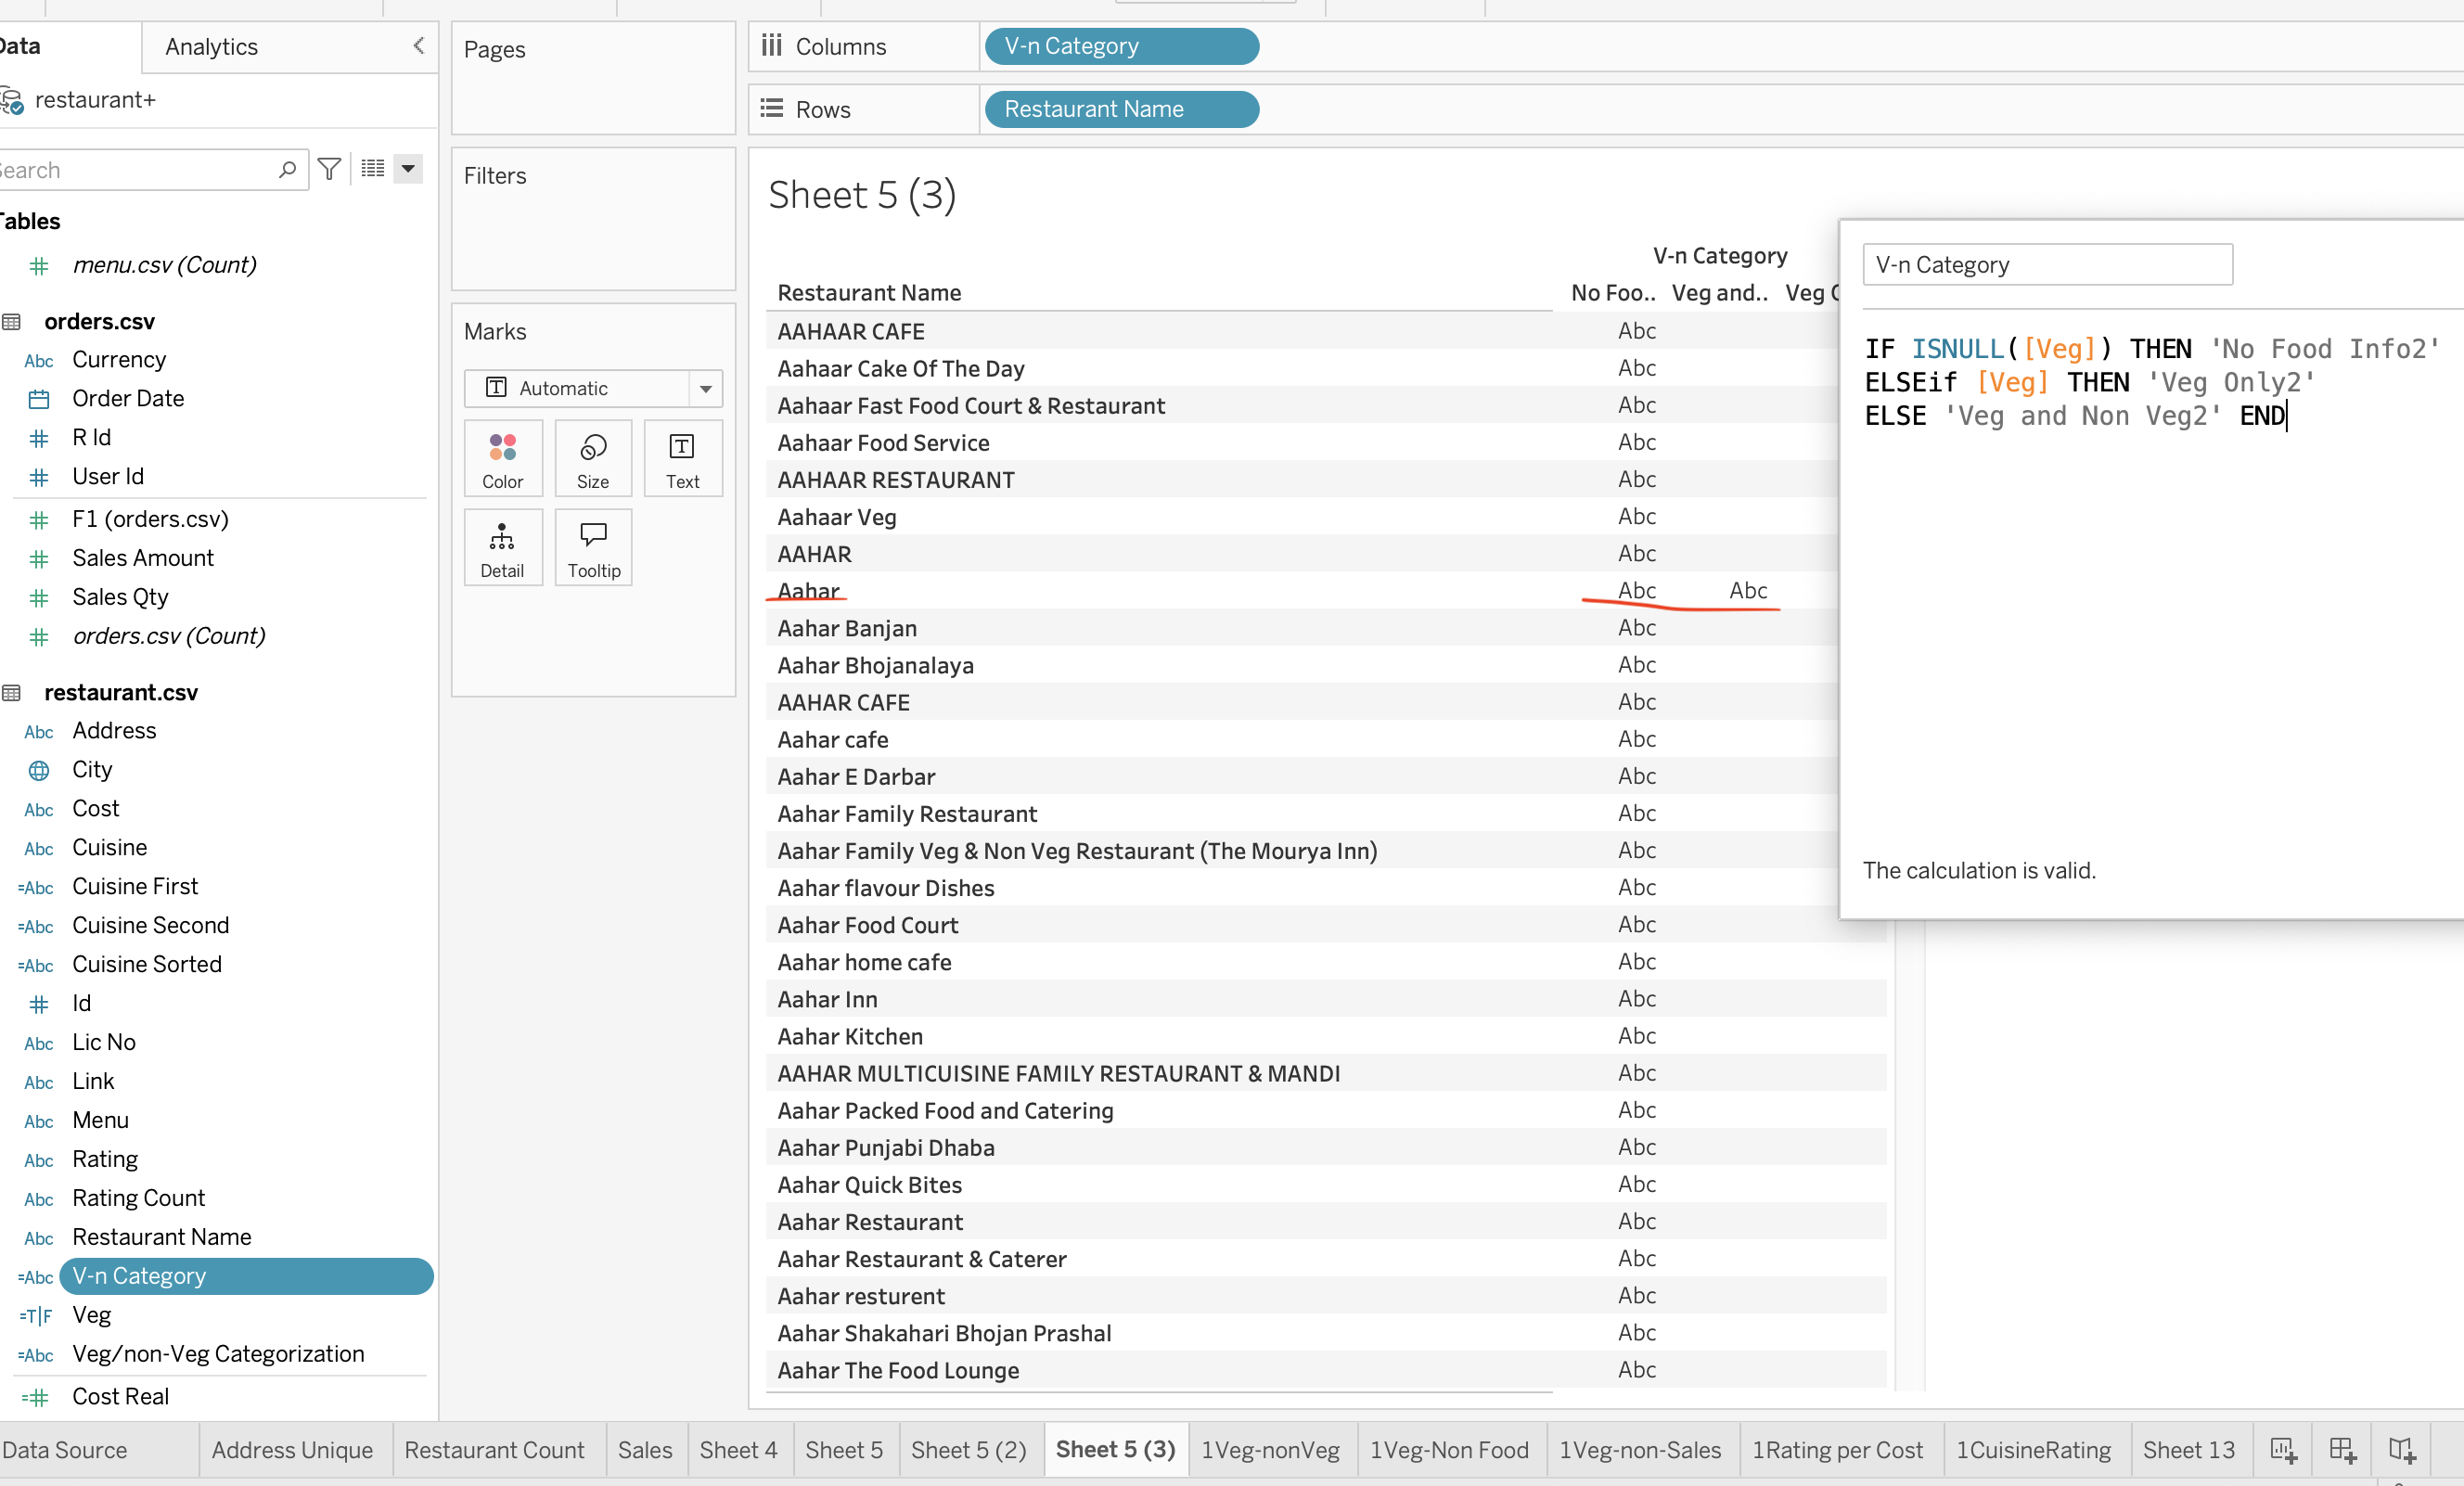 Data
Analytics
restaurant+
Search
Tables
menu.csv (Count)
orders.csv
Abc Currency
Order Date
R Id
User Id
F1 (orders.csv)
Sales Amount
Sales Qty
orders.csv (Count)
restaurant.csv
Abc Address
City
Abc Cost
Abc Cuisine
=Abc Cuisine First
=Abc Cuisine Second
=Abc Cuisine Sorted
Id
Abc Lic No
Abc Link
Abc Menu
Abc Rating
Abc Rating Count
Abc Restaurant Name
=Abc V-n Category
=T|F Veg
=Abc Veg/non-Veg Categorization
=# Cost Real
Pages
Filters
Marks
Automatic
Color Size Text
Detail Tooltip
Columns V-n Category
Rows Restaurant Name
Sheet 5 (3)
V-n Category
Restaurant Name No Foo.. Veg and.. Veg
AAHAAR CAFE Abc
Aahaar Cake Of The Day Abc
Aahaar Fast Food Court & Restaurant Abc
Aahaar Food Service Abc
AAHAAR RESTAURANT Abc
Aahaar Veg Abc
AAHAR Abc
Aahar Abc Abc
Aahar Banjan Abc
Aahar Bhojanalaya Abc
AAHAR CAFE Abc
Aahar cafe Abc
Aahar E Darbar Abc
Aahar Family Restaurant Abc
Aahar Family Veg & Non Veg Restaurant (The Mourya Inn) Abc
Aahar flavour Dishes Abc
Aahar Food Court Abc
Aahar home cafe Abc
Aahar Inn Abc
Aahar Kitchen Abc
AAHAR MULTICUISINE FAMILY RESTAURANT & MANDI Abc
Aahar Packed Food and Catering Abc
Aahar Punjabi Dhaba Abc
Aahar Quick Bites Abc
Aahar Restaurant Abc
Aahar Restaurant & Caterer Abc
Aahar resturent Abc
Aahar Shakahari Bhojan Prashal Abc
Aahar The Food Lounge Abc
V-n Category
IF ISNULL([Veg]) THEN 'No Food Info2'
ELSEif [Veg] THEN 'Veg Only2'
ELSE 'Veg and Non Veg2' END
The calculation is valid.
Data Source Address Unique Restaurant Count Sales Sheet 4 Sheet 5 Sheet 5 (2) Sheet 5 (3) 1Veg-nonVeg 1Veg-Non Food 1Veg-non-Sales 1Rating per Cost 1CuisineRating Sheet 13